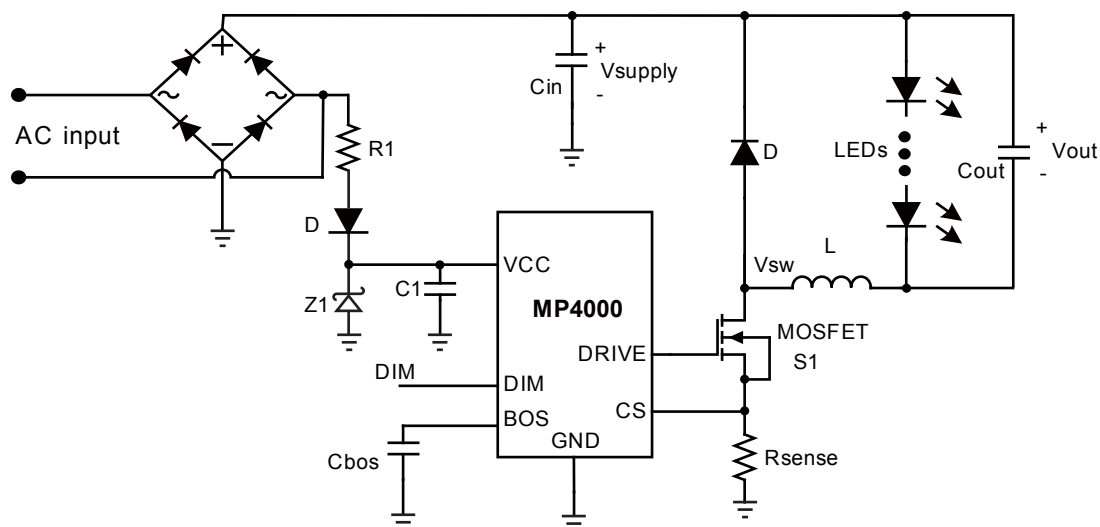 +
~
~
−
AC input
R1
D
Z1
C1
Cin
+
Vsupply
-
D
LEDs
Cout
+
Vout
-
Vsw
L
VCC
MP4000
DRIVE
MOSFET
S1
DIM
DIM
BOS
CS
GND
Cbos
Rsense